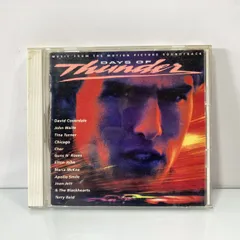 MUSIC FROM THE MOTION PICTURE SOUNDTRACK
DAYS OF
Thunder
David Coverdale
John Waite
Tina Turner
Chicago
Cher
Guns N' Roses
Elton John
Maria McKee
Apollo Smile
Joan Jett
& The Blackhearts
Terry Reid